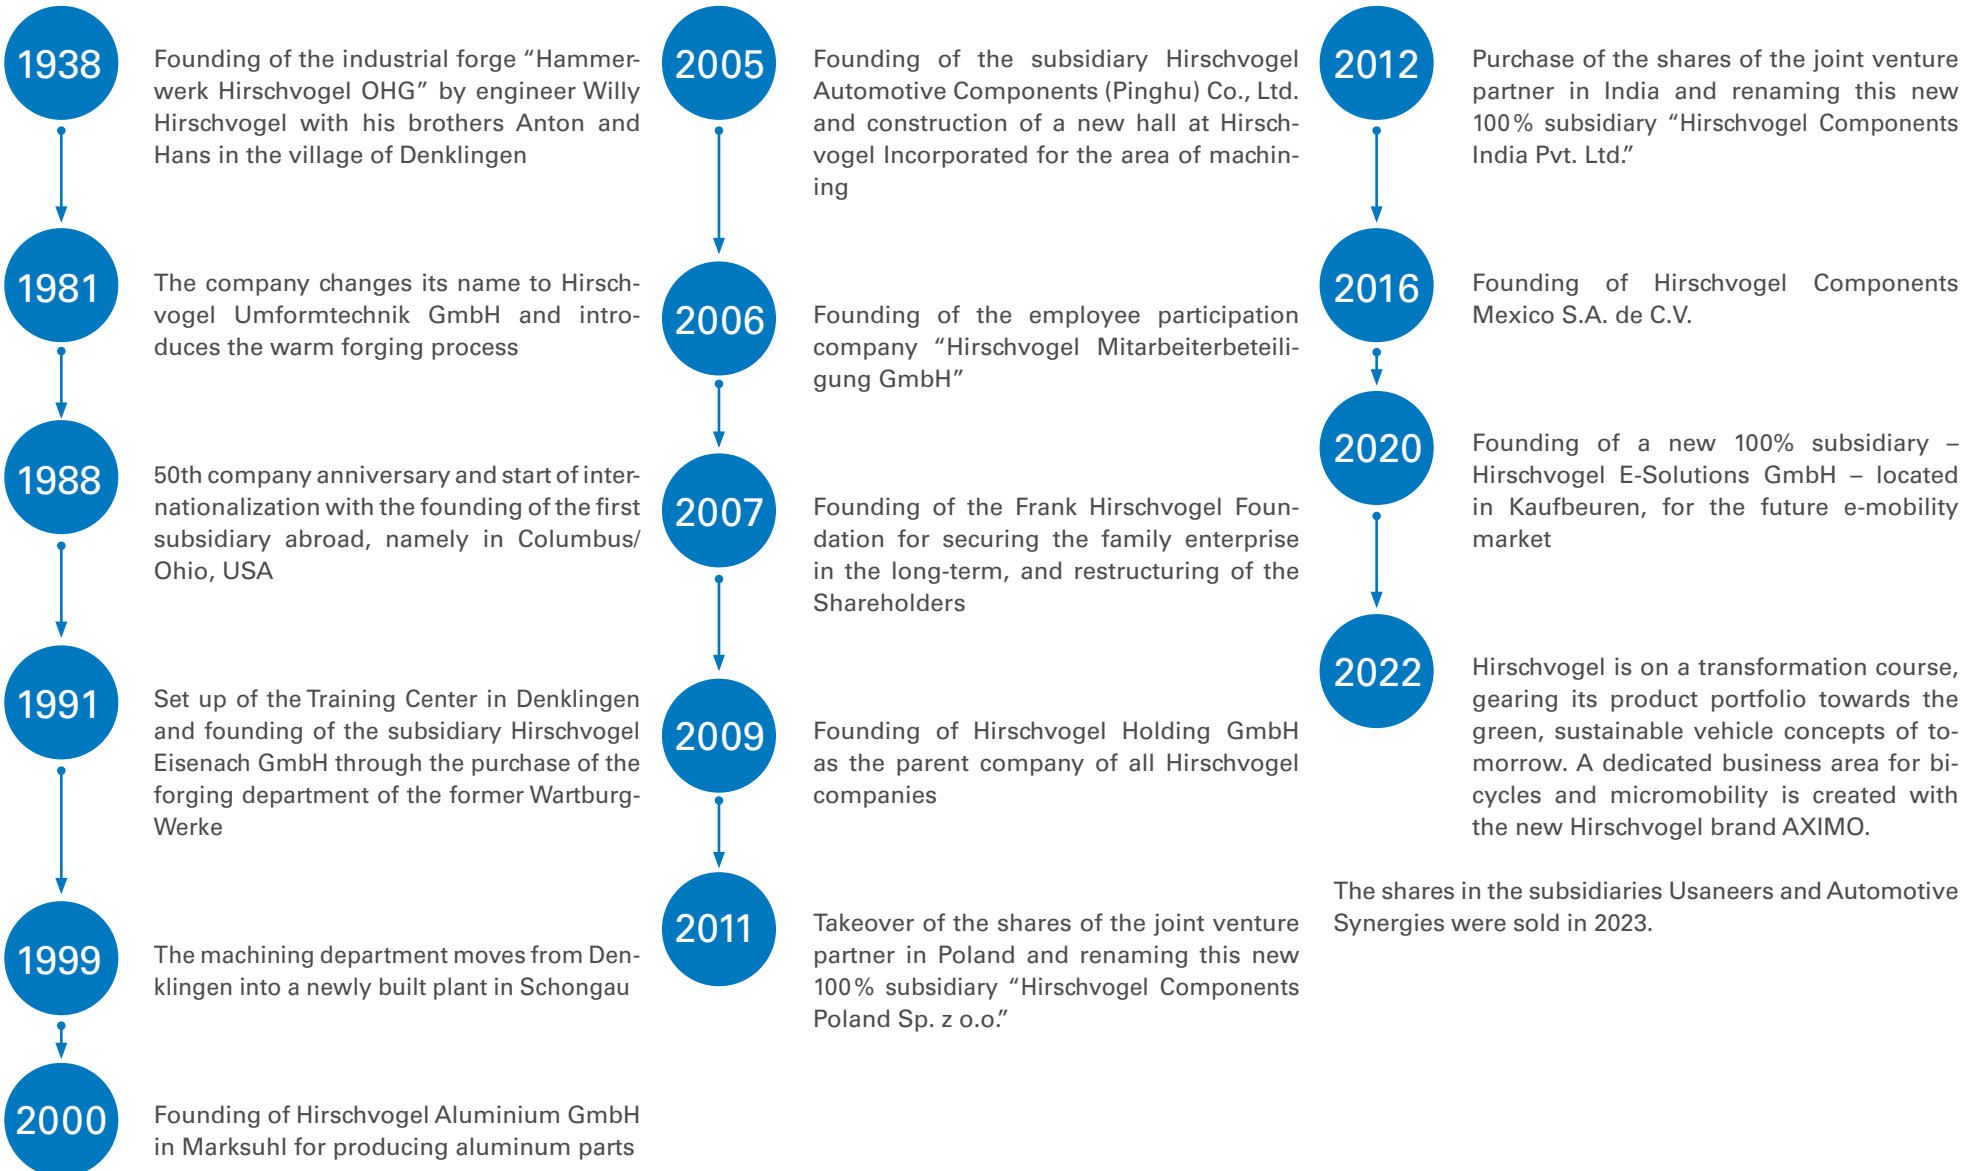 1938
Founding of the industrial forge “Hammer-
werk Hirschvogel OHG” by engineer Willy
Hirschvogel with his brothers Anton and
Hans in the village of Denklingen
1981
The company changes its name to Hirsch-
vogel Umformtechnik GmbH and intro-
duces the warm forging process
1988
50th company anniversary and start of inter-
nationalization with the founding of the first
subsidiary abroad, namely in Columbus/
Ohio, USA
1991
Set up of the Training Center in Denklingen
and founding of the subsidiary Hirschvogel
Eisenach GmbH through the purchase of the
forging department of the former Wartburg-
Werke
1999
The machining department moves from Den-
klingen into a newly built plant in Schongau
2000
Founding of Hirschvogel Aluminium GmbH
in Marksuhl for producing aluminum parts
2005
Founding of the subsidiary Hirschvogel
Automotive Components (Pinghu) Co., Ltd.
and construction of a new hall at Hirsch-
vogel Incorporated for the area of machin-
ing
2006
Founding of the employee participation
company “Hirschvogel Mitarbeiterbeteili-
gung GmbH”
2007
Founding of the Frank Hirschvogel Foun-
dation for securing the family enterprise
in the long-term, and restructuring of the
Shareholders
2009
Founding of Hirschvogel Holding GmbH
as the parent company of all Hirschvogel
companies
2011
Takeover of the shares of the joint venture
partner in Poland and renaming this new
100% subsidiary “Hirschvogel Components
Poland Sp. z o.o.”
2012
Purchase of the shares of the joint venture
partner in India and renaming this new
100% subsidiary “Hirschvogel Components
India Pvt. Ltd.”
2016
Founding of Hirschvogel Components
Mexico S.A. de C.V.
2020
Founding of a new 100% subsidiary –
Hirschvogel E-Solutions GmbH – located
in Kaufbeuren, for the future e-mobility
market
2022
Hirschvogel is on a transformation course,
gearing its product portfolio towards the
green, sustainable vehicle concepts of to-
morrow. A dedicated business area for bi-
cycles and micromobility is created with
the new Hirschvogel brand AXIMO.
The shares in the subsidiaries Usaneers and Automotive
Synergies were sold in 2023.